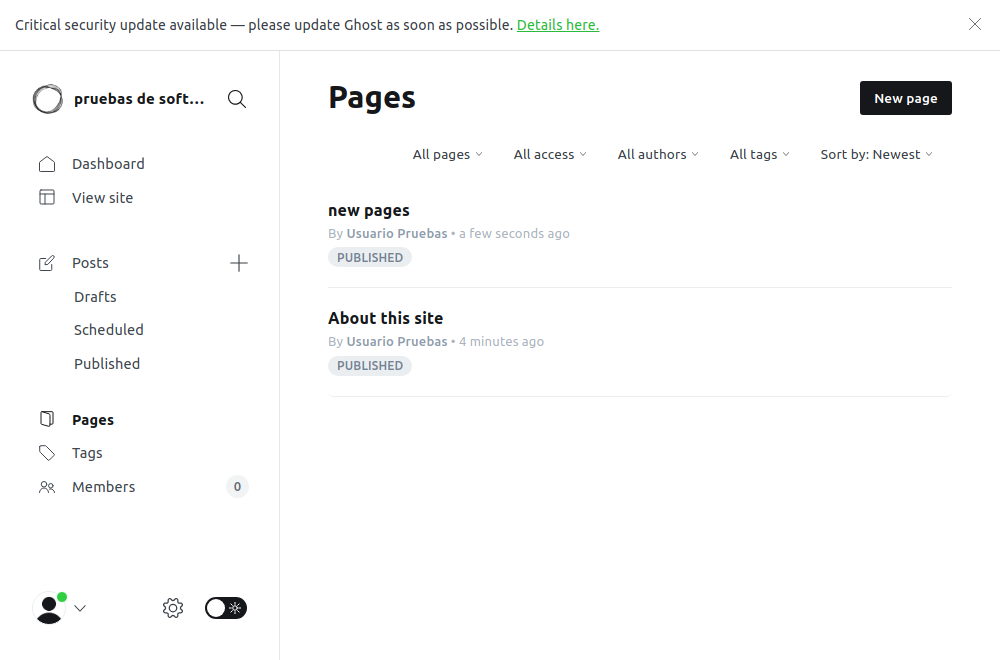 Critical security update available — please update Ghost as soon as possible. Details here.
pruebas de soft...
Dashboard
View site
Posts
Drafts
Scheduled
Published
Pages
Tags
Members 0
Pages
New page
All pages All access All authors All tags Sort by: Newest
new pages
By Usuario Pruebas • a few seconds ago
PUBLISHED
About this site
By Usuario Pruebas • 4 minutes ago
PUBLISHED